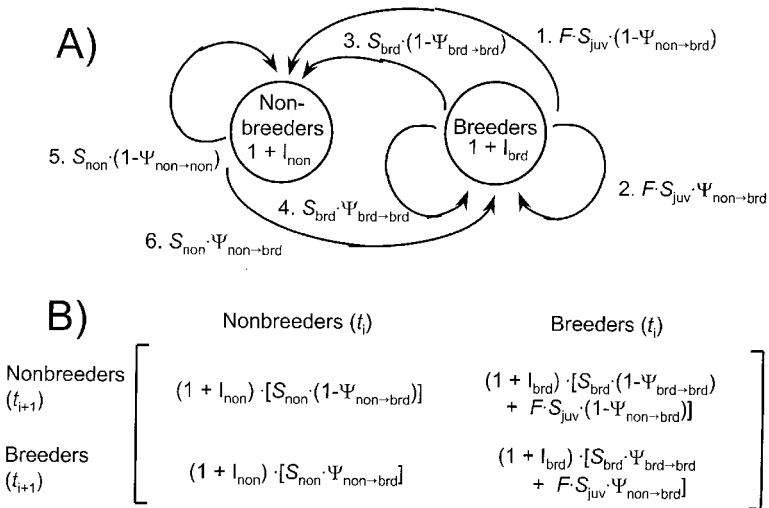 A)
3. S_brd·(1-Ψ_brd→brd)
1. F·S_juv·(1-Ψ_non→brd)
Non-
breeders
1 + I_non
Breeders
1 + I_brd
5. S_non·(1-Ψ_non→non)
2. F·S_juv·Ψ_non→brd
4. S_brd·Ψ_brd→brd
6. S_non·Ψ_non→brd
B)
Nonbreeders (t_i)
Breeders (t_i)
Nonbreeders
(t_i+1)
(1 + I_non)·[S_non·(1-Ψ_non→brd)]
(1 + I_brd)·[S_brd·(1-Ψ_brd→brd)
+ F·S_juv·(1-Ψ_non→brd)]
Breeders
(t_i+1)
(1 + I_non)·[S_non·Ψ_non→brd]
(1 + I_brd)·[S_brd·Ψ_brd→brd
+ F·S_juv·Ψ_non→brd]